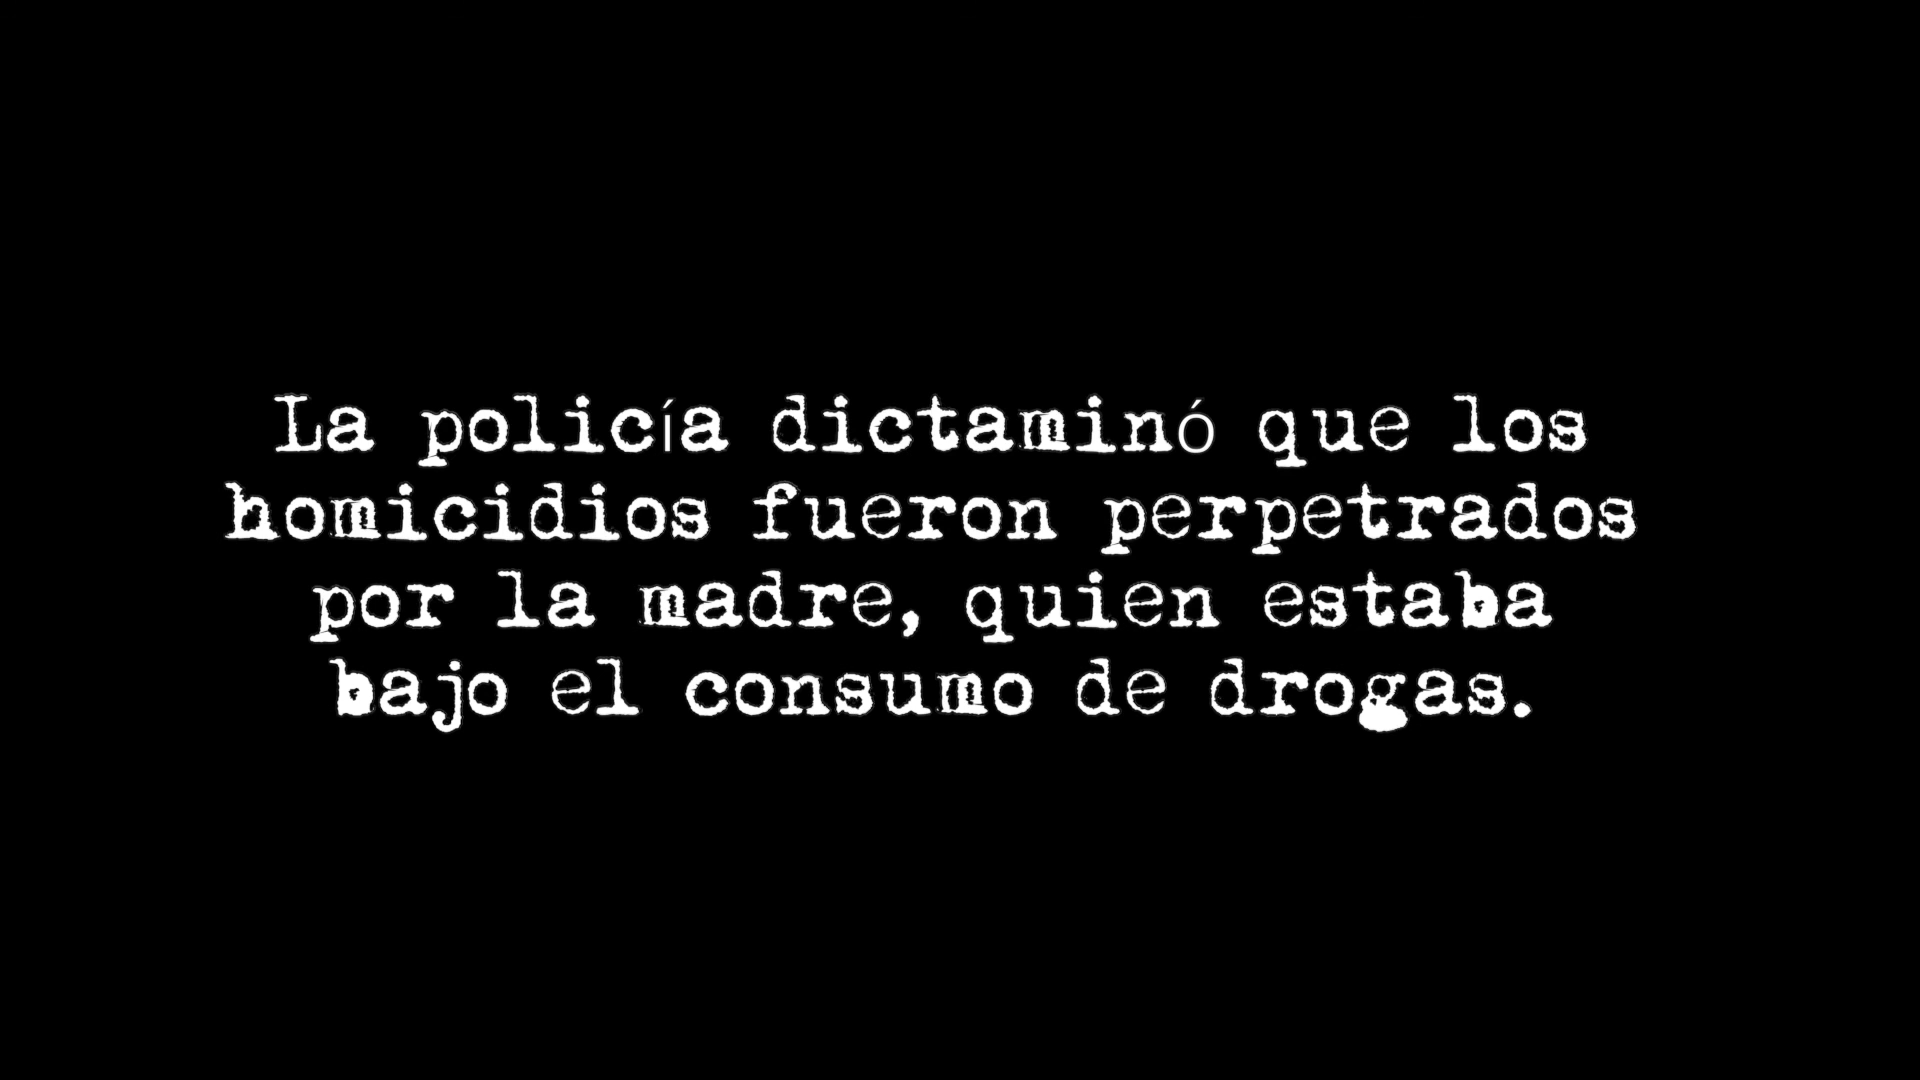 La policía dictaminó que los
homicidios fueron perpetrados
por la madre, quien estaba
bajo el consumo de drogas.